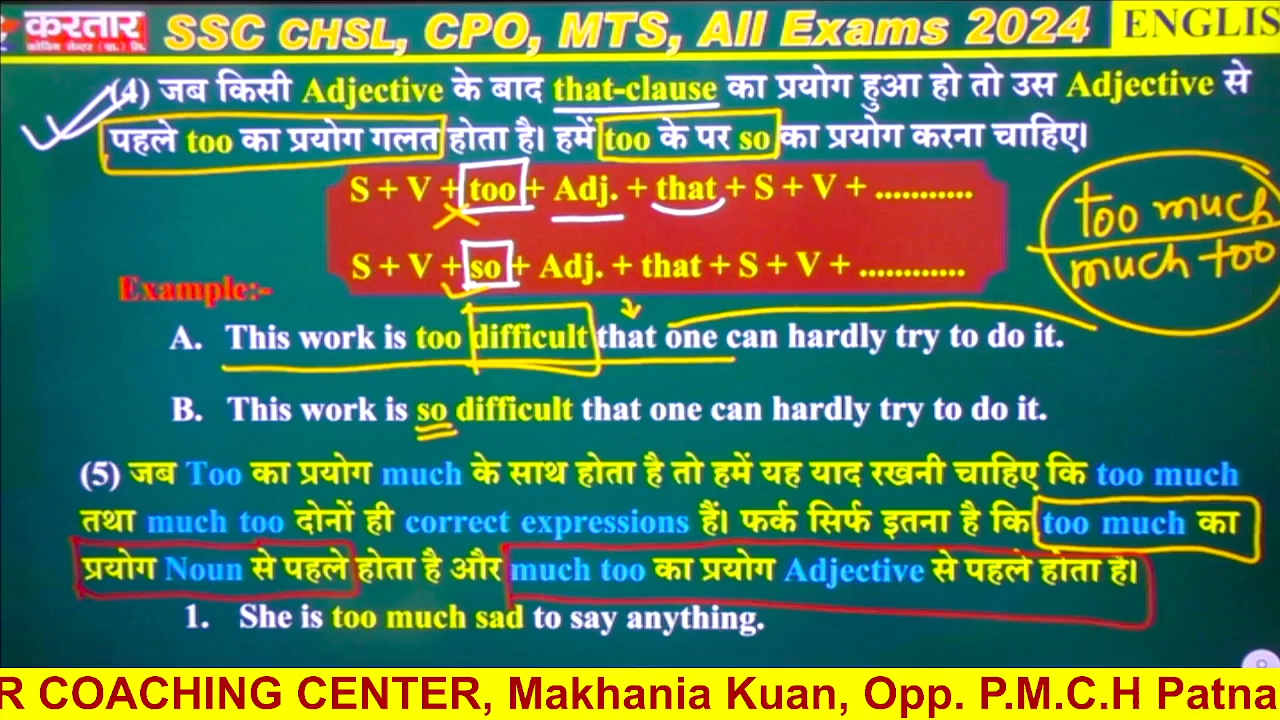 करतार
कोचिंग सेन्टर (प्रा.) लि.
SSC CHSL, CPO, MTS, All Exams 2024
ENGLIS
(4) जब किसी Adjective के बाद that-clause का प्रयोग हुआ हो तो उस Adjective से
पहले too का प्रयोग गलत होता है। हमें too के पर so का प्रयोग करना चाहिए।
S + V + too + Adj. + that + S + V + ............
S + V + so + Adj. + that + S + V + .............
too much
much too
Example:-
A. This work is too difficult that one can hardly try to do it.
B. This work is so difficult that one can hardly try to do it.
(5) जब Too का प्रयोग much के साथ होता है तो हमें यह याद रखनी चाहिए कि too much
तथा much too दोनों ही correct expressions हैं। फर्क सिर्फ इतना है कि too much का
प्रयोग Noun से पहले होता है और much too का प्रयोग Adjective से पहले होता है।
1. She is too much sad to say anything.
R COACHING CENTER, Makhania Kuan, Opp. P.M.C.H Patna